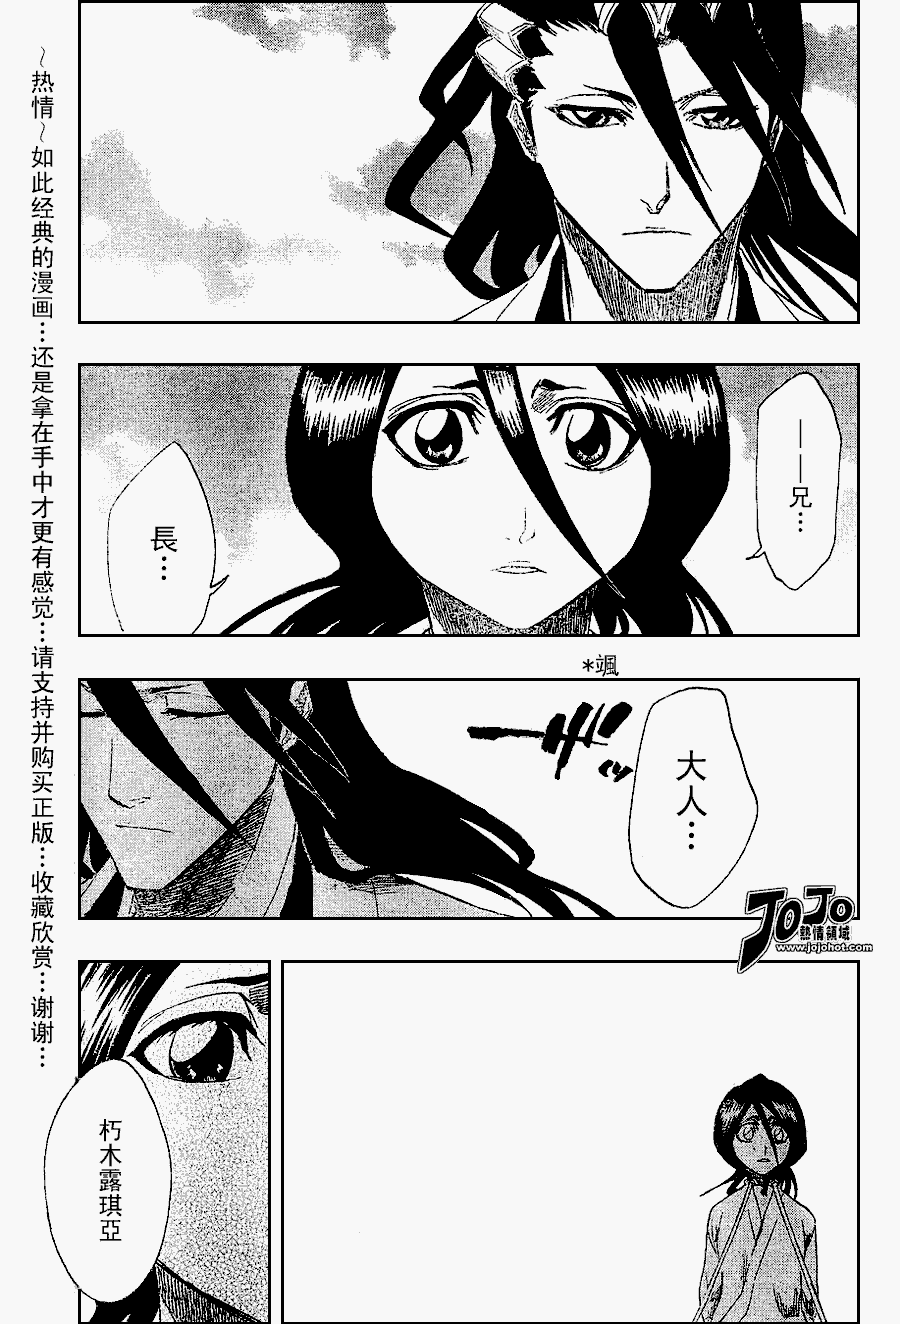 ～热情～如此经典的漫画…还是拿在手中才更有感觉…请支持并购买正版…收藏欣赏…谢谢…
——兄…
長…
*颯
大人…
JOJO
熱情領域
www.jojohot.com
朽木露琪亞